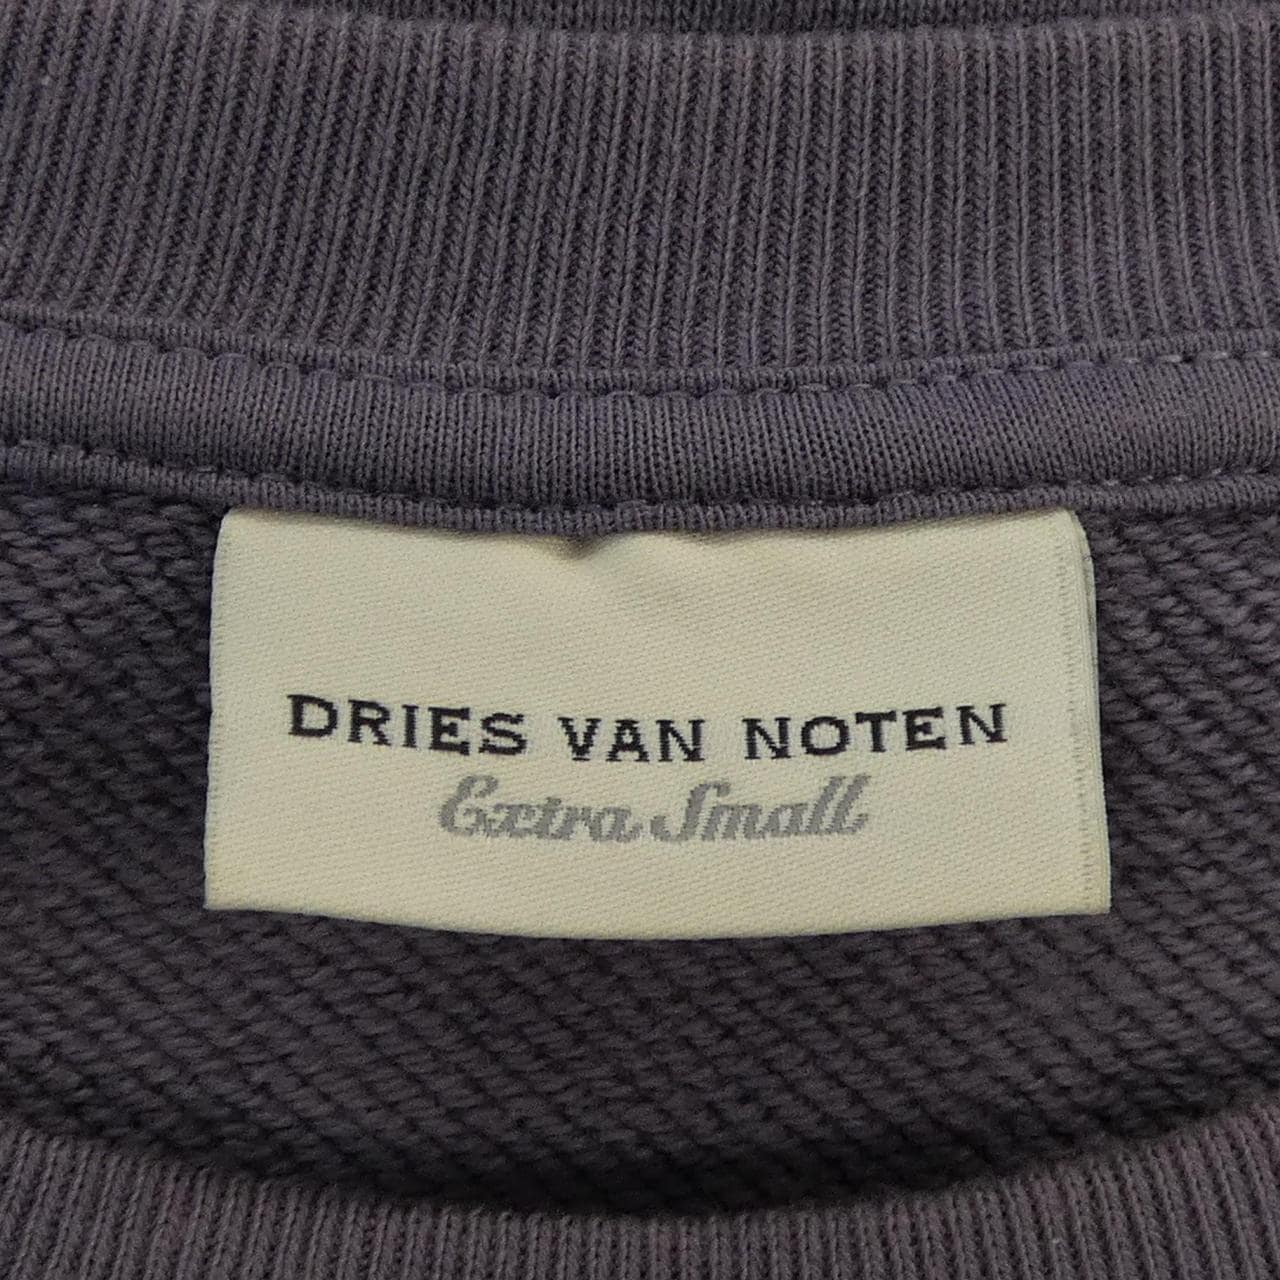 DRIES VAN NOTEN
Extra Small